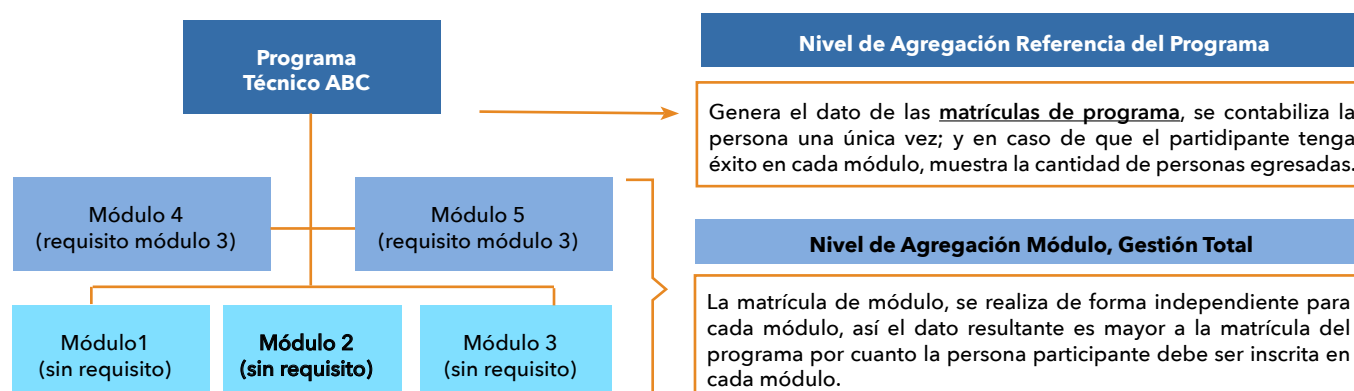 Programa
Técnico ABC
Nivel de Agregación Referencia del Programa
Genera el dato de las matrículas de programa, se contabiliza la
persona una única vez; y en caso de que el partidipante tenga
éxito en cada módulo, muestra la cantidad de personas egresadas.
Módulo 4
(requisito módulo 3)
Módulo 5
(requisito módulo 3)
Nivel de Agregación Módulo, Gestión Total
La matrícula de módulo, se realiza de forma independiente para
cada módulo, así el dato resultante es mayor a la matrícula del
programa por cuanto la persona participante debe ser inscrita en
cada módulo.
Módulo1
(sin requisito)
Módulo 2
(sin requisito)
Módulo 3
(sin requisito)